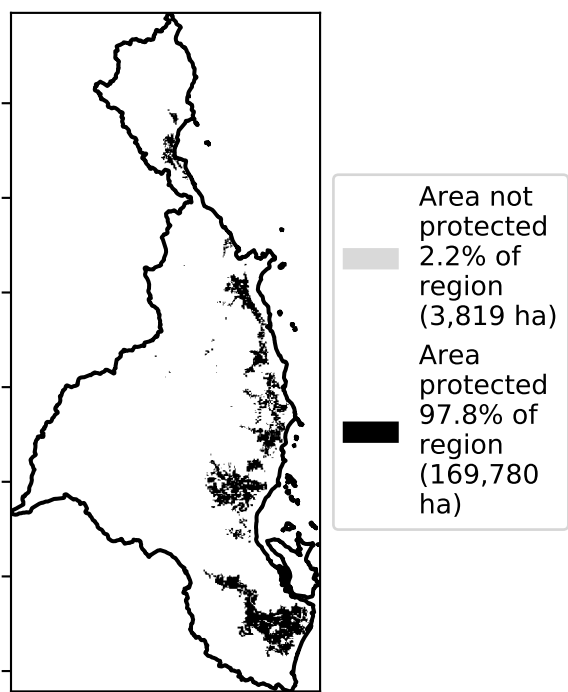 Area not
protected
2.2% of
region
(3,819 ha)
Area
protected
97.8% of
region
(169,780
ha)